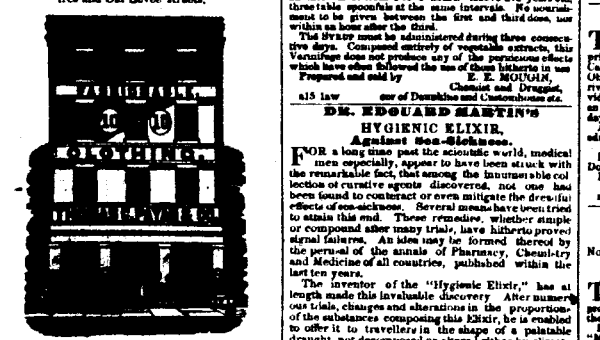 FASHIONABLE.
10 10
CLOTHING.
THOMAS G. PAYNE & CO.
three table spoonfuls at the same intervals. No nourish-
ment to be given between the first and third dose, nor
within an hour after the third.
The SYRUP must be administered during three consecu-
tive days. Composed entirely of vegetable extracts, this
Vermifuge does not produce any of the pernicious effects
which have often followed the use of those hitherto in use
Prepared and sold by E. E. MOUGIN,
Chemist and Druggist,
a15 law cor of Dauphine and Customhouse sts.
DR. EDOUARD MARTIN'S
HYGIENIC ELIXIR,
Against Sea-Sickness.
FOR a long time past the scientific world, medical
men especially, appear to have been struck with
the remarkable fact, that among the innumerable col
lection of curative agents discovered, not one had
been found to conteract or even mitigate the dreadful
effects of sea-sickness. Several means have been tried
to attain this end. These remedies, whether simple
or compound after many trials, have hitherto proved
signal failures. An idea may be formed thereof by
the perusal of the annals of Pharmacy, Chemistry
and Medicine of all countries, published within the
last ten years.
The inventor of the "Hygienic Elixir," has at
length made this invaluable discovery After numer
ous trials, changes and alterations in the proportions
of the substances composing this Elixir, he is enabled
to offer it to travellers in the shape of a palatable